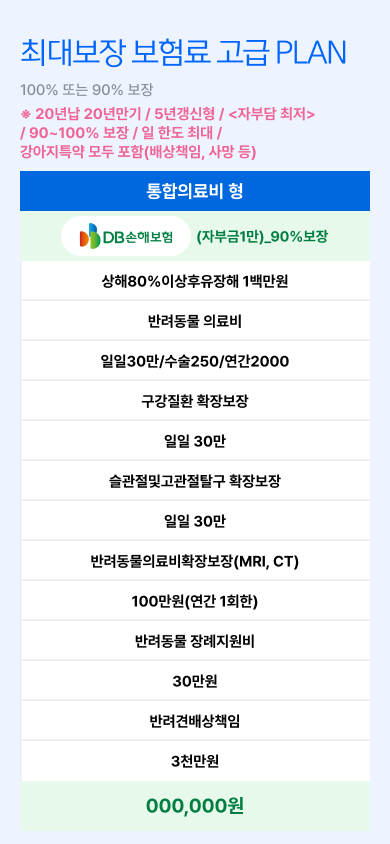 최대보장 보험료 고급 PLAN
100% 또는 90% 보장
※ 20년납 20년만기 / 5년갱신형 / <자부담 최저>
/ 90~100% 보장 / 일 한도 최대 /
강아지특약 모두 포함(배상책임, 사망 등)
통합의료비 형
DB손해보험 (자부금1만)_90%보장
상해80%이상후유장해 1백만원
반려동물 의료비
일일30만/수술250/연간2000
구강질환 확장보장
일일 30만
슬관절및고관절탈구 확장보장
일일 30만
반려동물의료비확장보장(MRI, CT)
100만원(연간 1회한)
반려동물 장례지원비
30만원
반려견배상책임
3천만원
000,000원